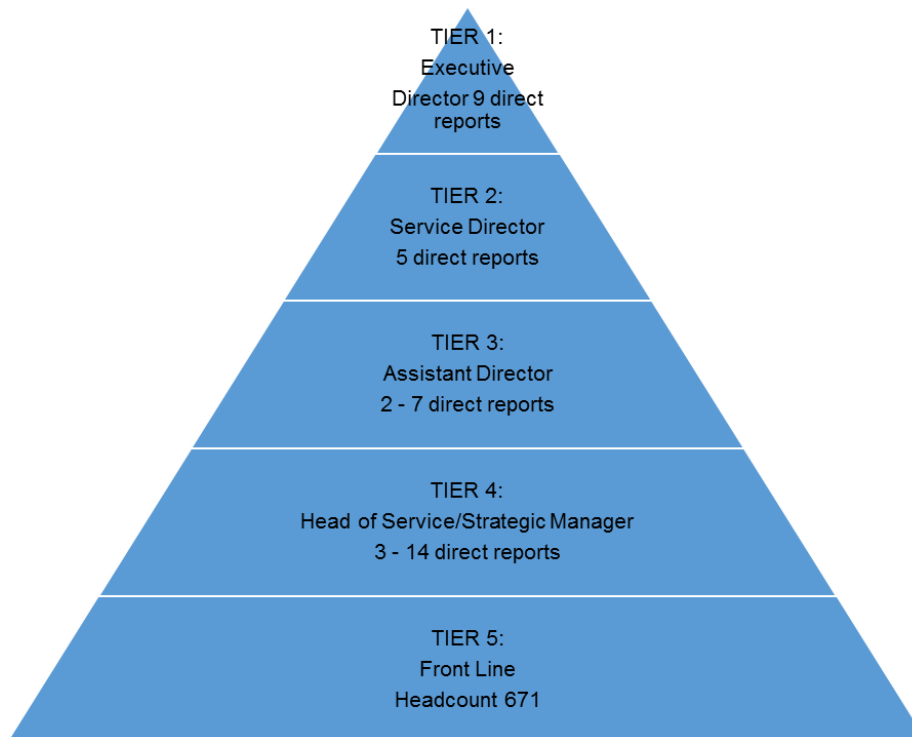 TIER 1:
Executive
Director 9 direct
reports
TIER 2:
Service Director
5 direct reports
TIER 3:
Assistant Director
2 - 7 direct reports
TIER 4:
Head of Service/Strategic Manager
3 - 14 direct reports
TIER 5:
Front Line
Headcount 671